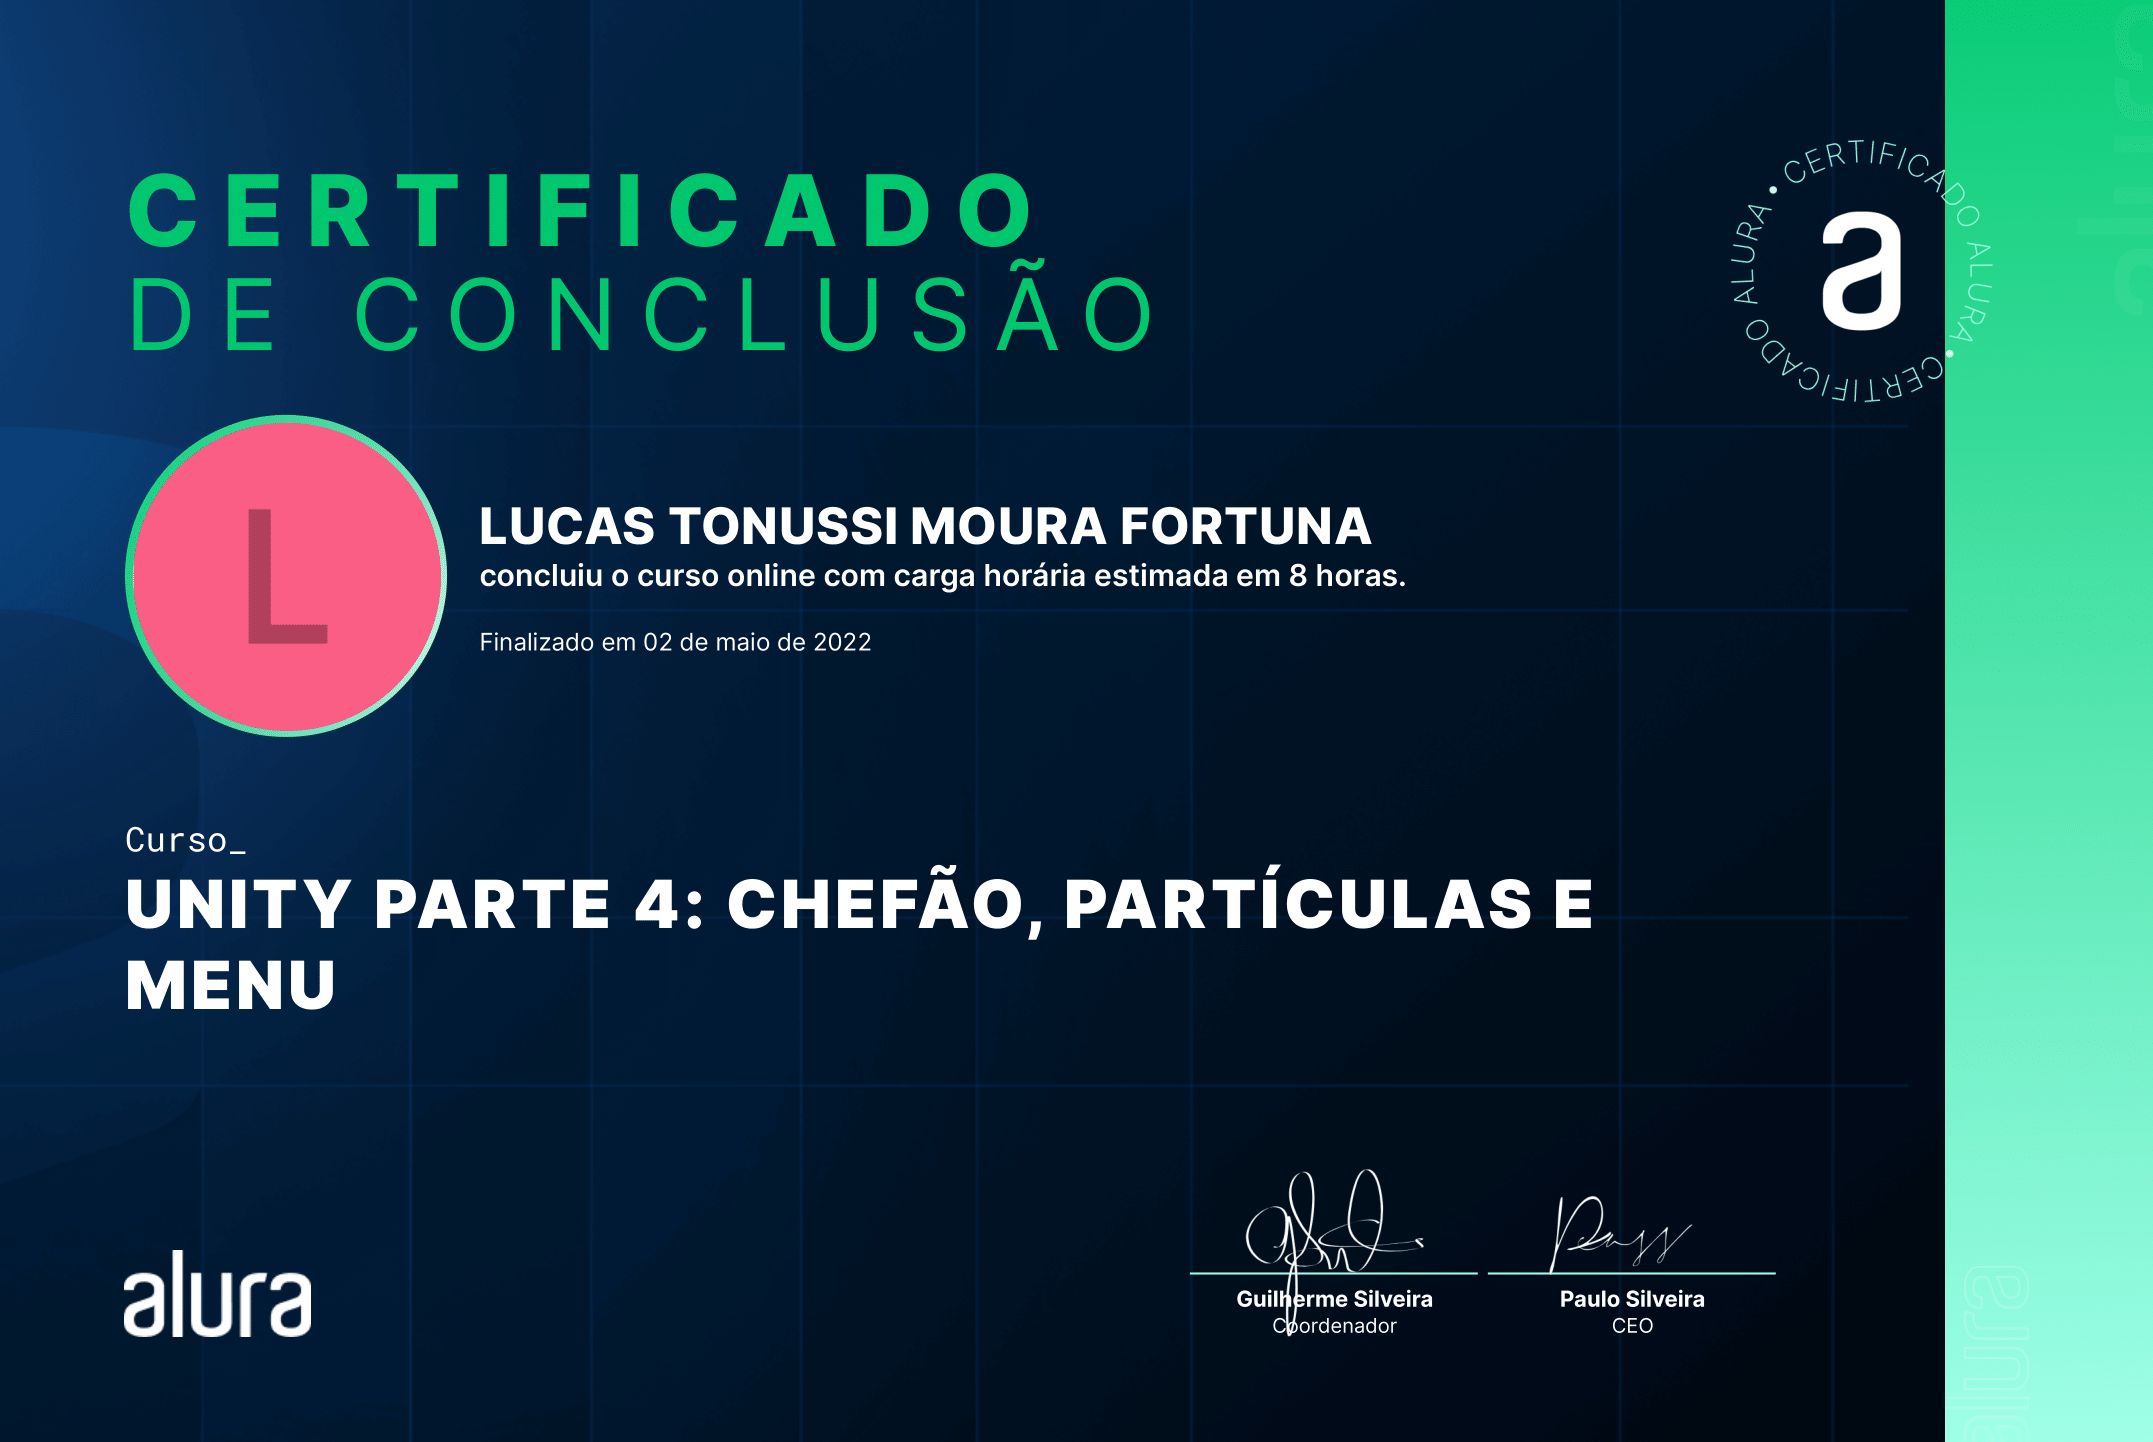 CERTIFICADO
DE CONCLUSÃO
CERTIFICADO ALURA • CERTIFICADO ALURA •
a
L
LUCAS TONUSSI MOURA FORTUNA
concluiu o curso online com carga horária estimada em 8 horas.
Finalizado em 02 de maio de 2022
Curso_
UNITY PARTE 4: CHEFÃO, PARTÍCULAS E
MENU
alura
Guilherme Silveira
Coordenador
Paulo Silveira
CEO
alura
alura